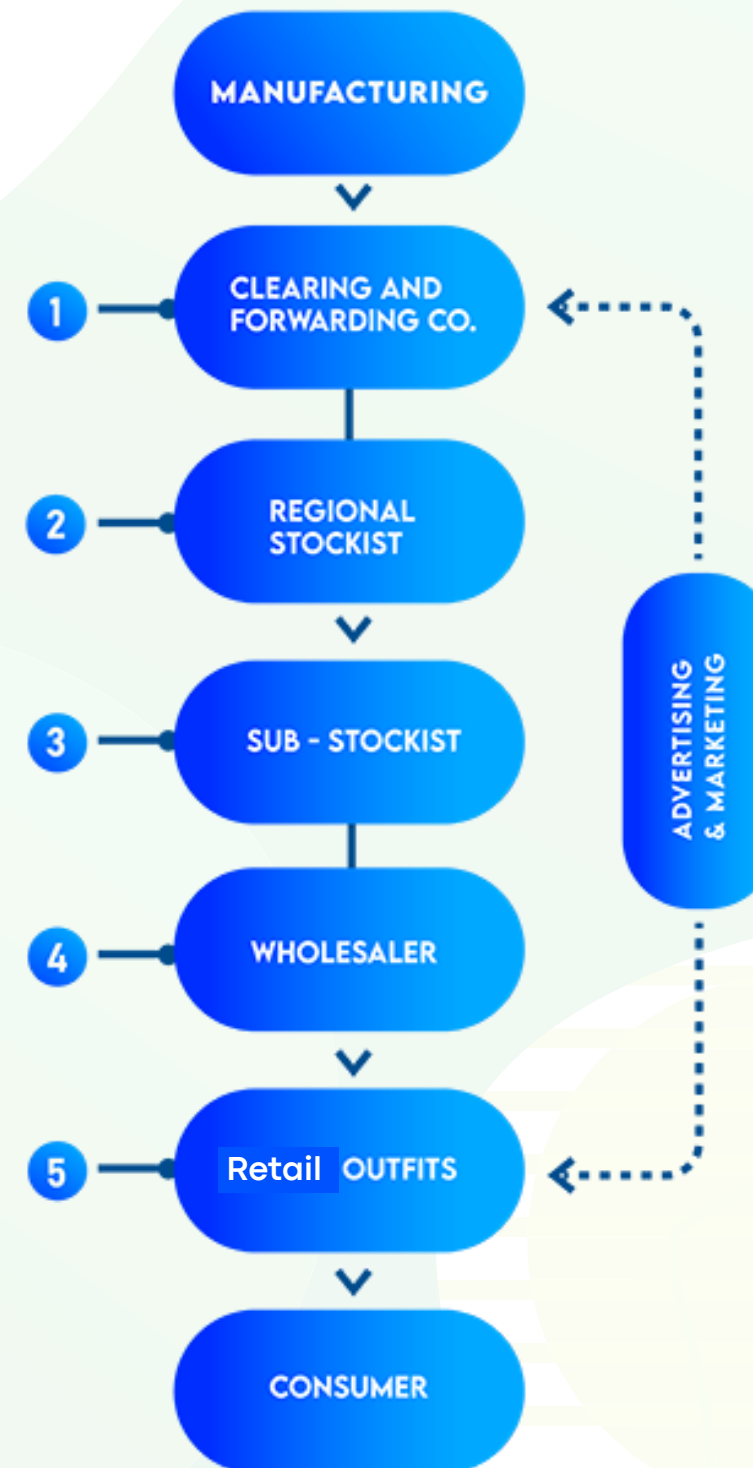 MANUFACTURING
1
CLEARING AND
FORWARDING CO.
2
REGIONAL
STOCKIST
3
SUB - STOCKIST
ADVERTISING
& MARKETING
4
WHOLESALER
5
Retail OUTFITS
CONSUMER